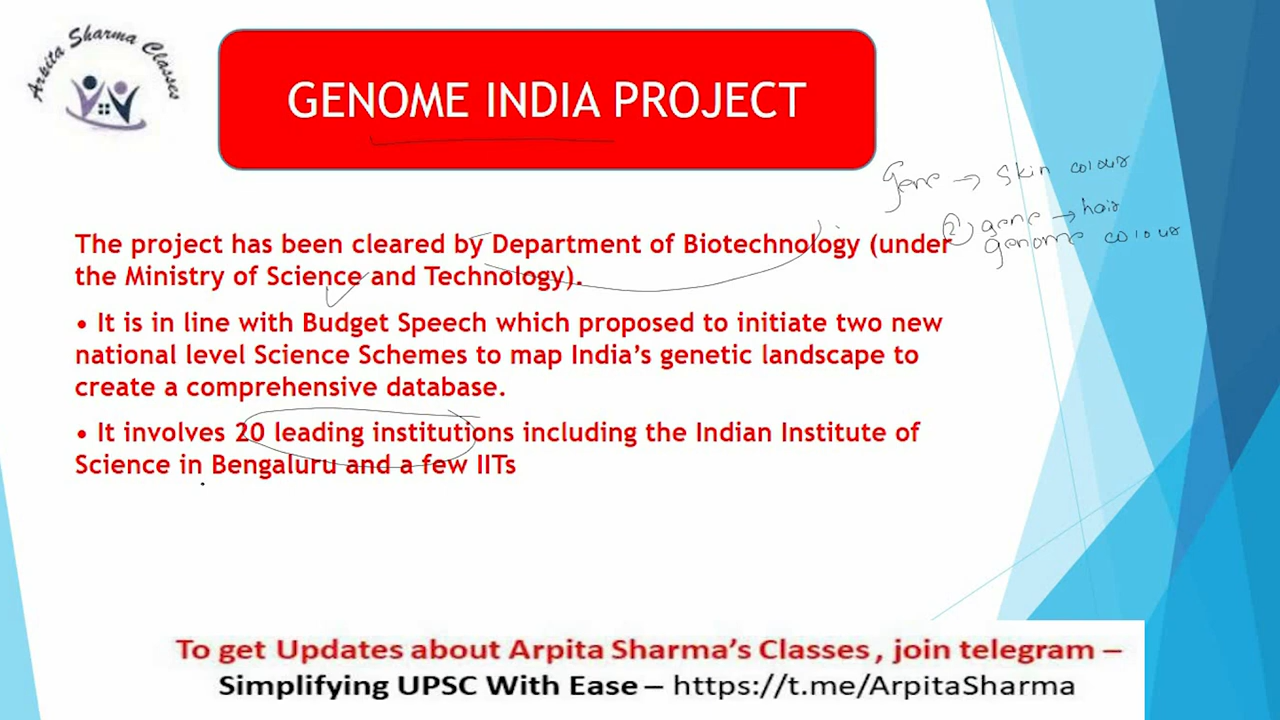 Arpita Sharma Classes
GENOME INDIA PROJECT
Gene → Skin colour
② gene → hair
genome colour
The project has been cleared by Department of Biotechnology (under
the Ministry of Science and Technology).
• It is in line with Budget Speech which proposed to initiate two new
national level Science Schemes to map India’s genetic landscape to
create a comprehensive database.
• It involves 20 leading institutions including the Indian Institute of
Science in Bengaluru and a few IITs
To get Updates about Arpita Sharma’s Classes , join telegram –
Simplifying UPSC With Ease – https://t.me/ArpitaSharma